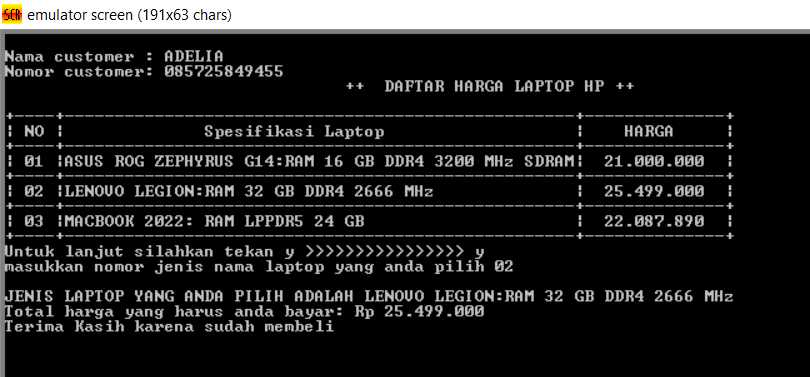 SCR emulator screen (191x63 chars)
Nama customer : ADELIA
Nomor customer: 085725849455
++ DAFTAR HARGA LAPTOP HP ++
NO Spesifikasi Laptop HARGA
01 ASUS ROG ZEPHYRUS G14:RAM 16 GB DDR4 3200 MHz SDRAM 21.000.000
02 LENOVO LEGION:RAM 32 GB DDR4 2666 MHz 25.499.000
03 MACBOOK 2022: RAM LPPDR5 24 GB 22.087.890
Untuk lanjut silahkan tekan y >>>>>>>>>>>>>>>> y
masukkan nomor jenis nama laptop yang anda pilih 02
JENIS LAPTOP YANG ANDA PILIH ADALAH LENOVO LEGION:RAM 32 GB DDR4 2666 MHz
Total harga yang harus anda bayar: Rp 25.499.000
Terima Kasih karena sudah membeli